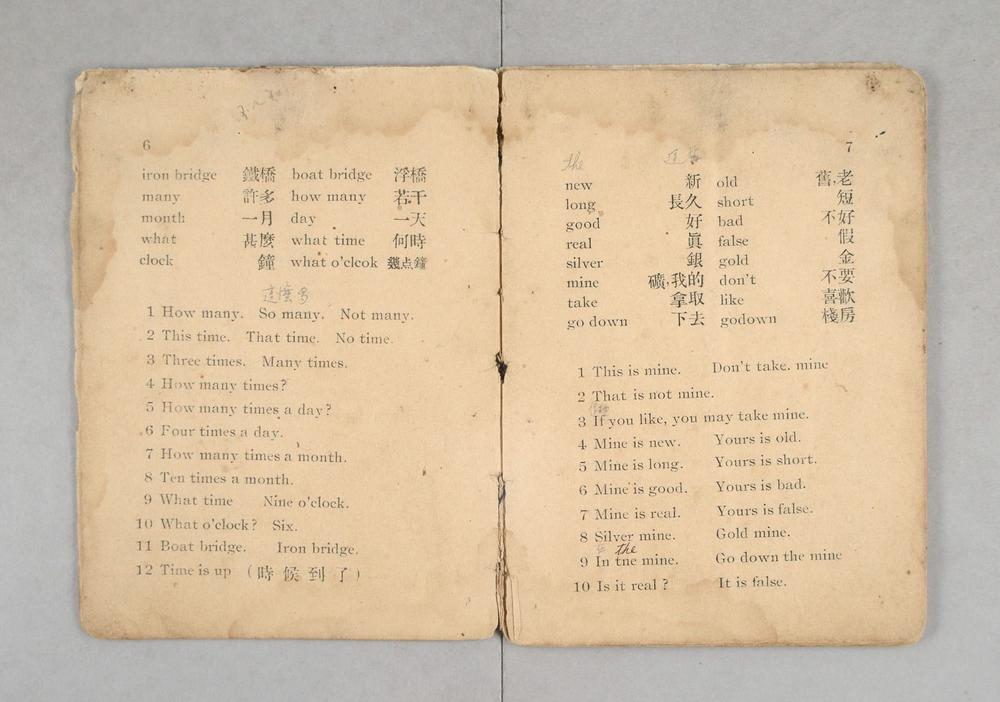 6
iron bridge 鐵橋 boat bridge 浮橋
many 許多 how many 若干
month 一月 day 一天
what 甚麼 what time 何時
clock 鐘 what o'clcok 幾点鐘
這麼多
1 How many. So many. Not many.
2 This time. That time. No time.
3 Three times. Many times.
4 How many times?
5 How many times a day?
6 Four times a day.
7 How many times a month.
8 Ten times a month.
9 What time Nine o'clock.
10 What o'clock? Six.
11 Boat bridge. Iron bridge.
12 Time is up (時候到了)
7
the
new 新 old 舊,老
long 長久 short 短
good 好 bad 不好
real 眞 false 假
silver 銀 gold 金
mine 礦,我的 don't 不要
take 拿取 like 喜歡
go down 下去 godown 棧房
1 This is mine. Don't take. mine
2 That is not mine.
3 If you like, you may take mine.
4 Mine is new. Yours is old.
5 Mine is long. Yours is short.
6 Mine is good. Yours is bad.
7 Mine is real. Yours is false.
8 Silver mine. Gold mine.
the
9 In tne mine. Go down the mine
10 Is it real ? It is false.